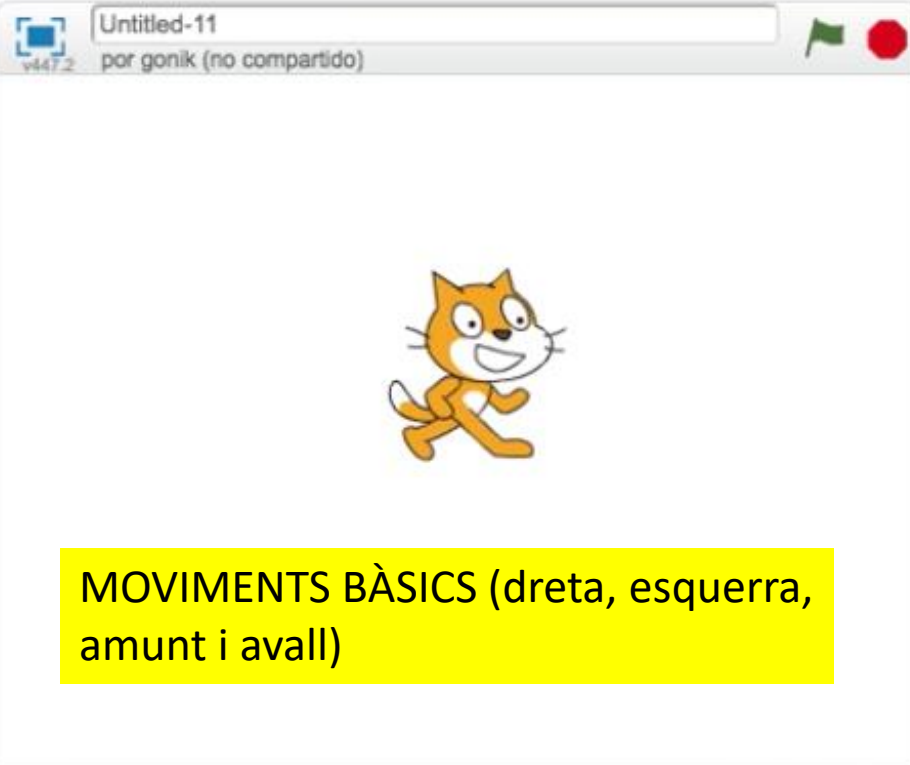 Untitled-11
v447.2
por gonik (no compartido)
MOVIMENTS BÀSICS (dreta, esquerra,
amunt i avall)